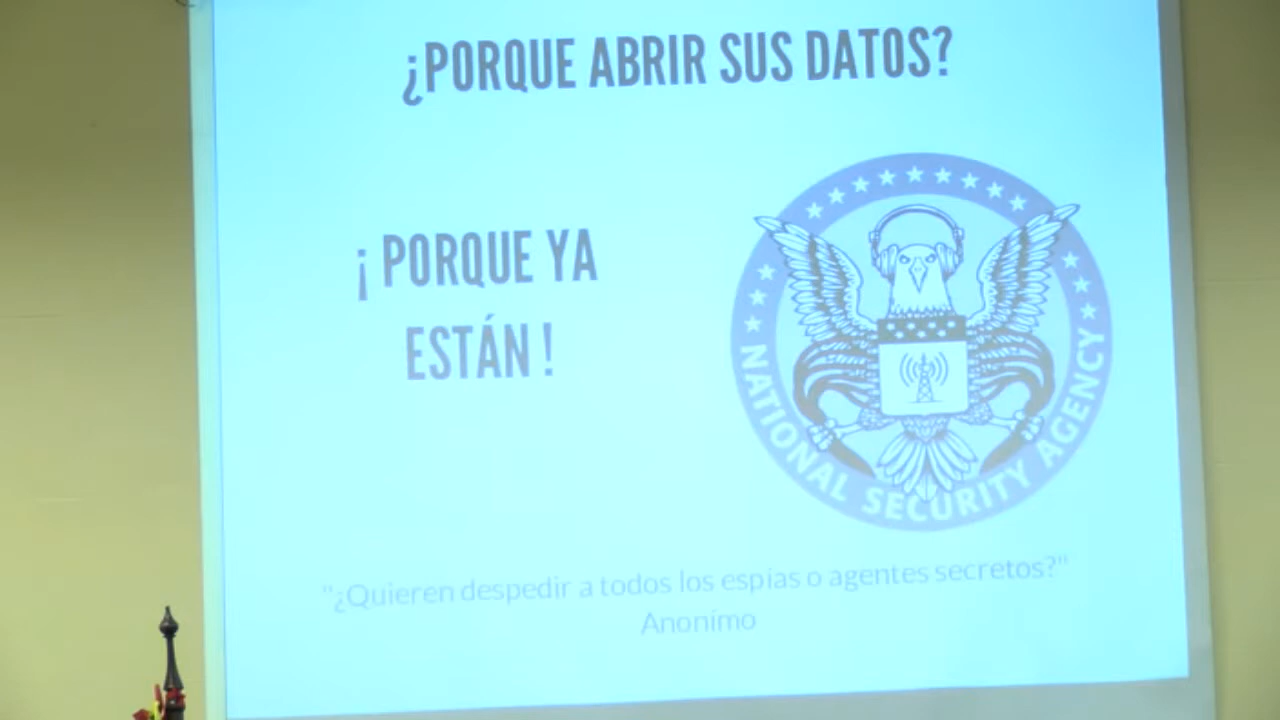 ¿PORQUE ABRIR SUS DATOS?
¡ PORQUE YA
ESTÁN !
NATIONAL SECURITY AGENCY
"¿Quieren despedir a todos los espias o agentes secretos?"
Anonimo